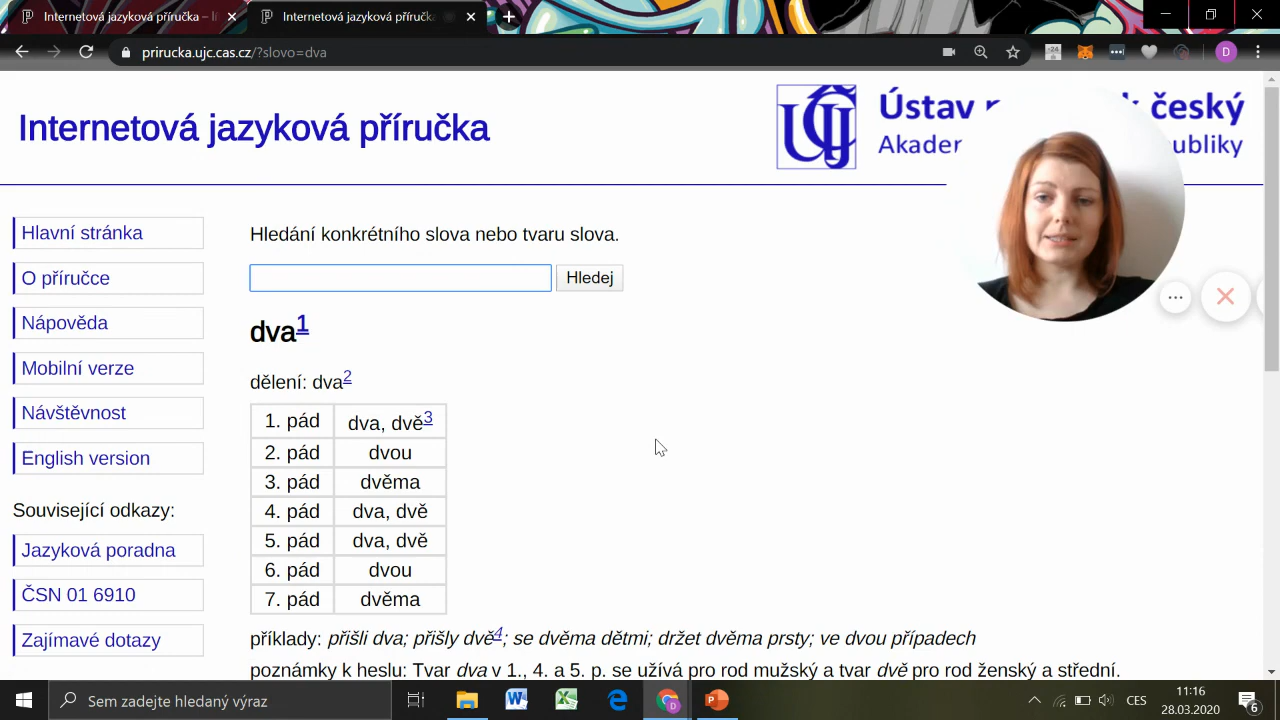 Internetová jazyková příručka – I
Internetová jazyková příručka
prirucka.ujc.cas.cz/?slovo=dva
D
Internetová jazyková příručka
Ústav
český
Hledání konkrétního slova nebo tvaru slova.
Hledej
Hlavní stránka
O příručce
Nápověda
Mobilní verze
Návštěvnost
English version
Související odkazy:
Jazyková poradna
ČSN 01 6910
Zajímavé dotazy
dva1
dělení: dva2
1. pád dva, dvě3
2. pád dvou
3. pád dvěma
4. pád dva, dvě
5. pád dva, dvě
6. pád dvou
7. pád dvěma
příklady: přišli dva; přišly dvě4; se dvěma dětmi; držet dvěma prsty; ve dvou případech
poznámky k heslu: Tvar dva v 1., 4. a 5. p. se užívá pro rod mužský a tvar dvě pro rod ženský a střední.
Sem zadejte hledaný výraz
CES
11:16
28.03.2020
6